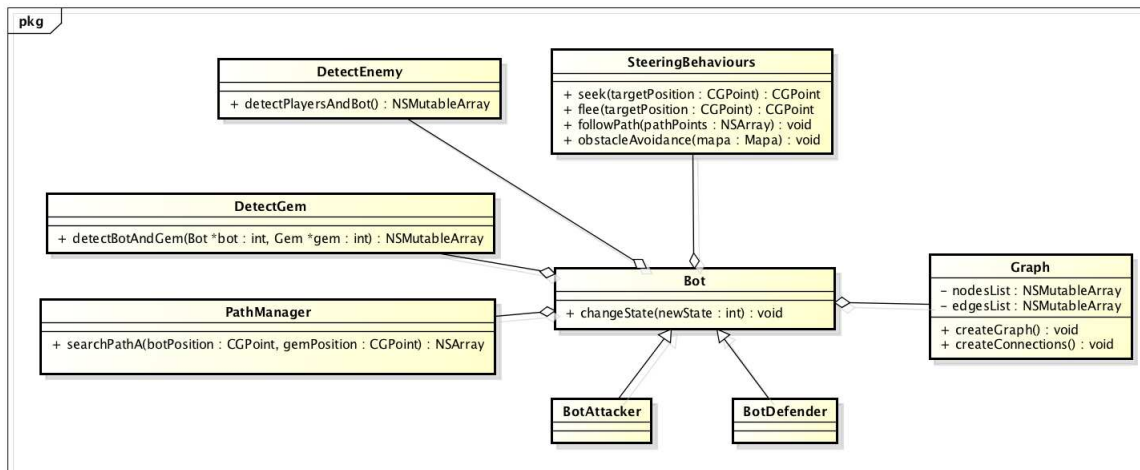 pkg
DetectEnemy
+ detectPlayersAndBot() : NSMutableArray
SteeringBehaviours
+ seek(targetPosition : CGPoint) : CGPoint
+ flee(targetPosition : CGPoint) : CGPoint
+ followPath(pathPoints : NSArray) : void
+ obstacleAvoidance(mapa : Mapa) : void
DetectGem
+ detectBotAndGem(Bot *bot : int, Gem *gem : int) : NSMutableArray
Bot
+ changeState(newState : int) : void
Graph
- nodesList : NSMutableArray
- edgesList : NSMutableArray
+ createGraph() : void
+ createConnections() : void
PathManager
+ searchPathA(botPosition : CGPoint, gemPosition : CGPoint) : NSArray
BotAttacker
BotDefender